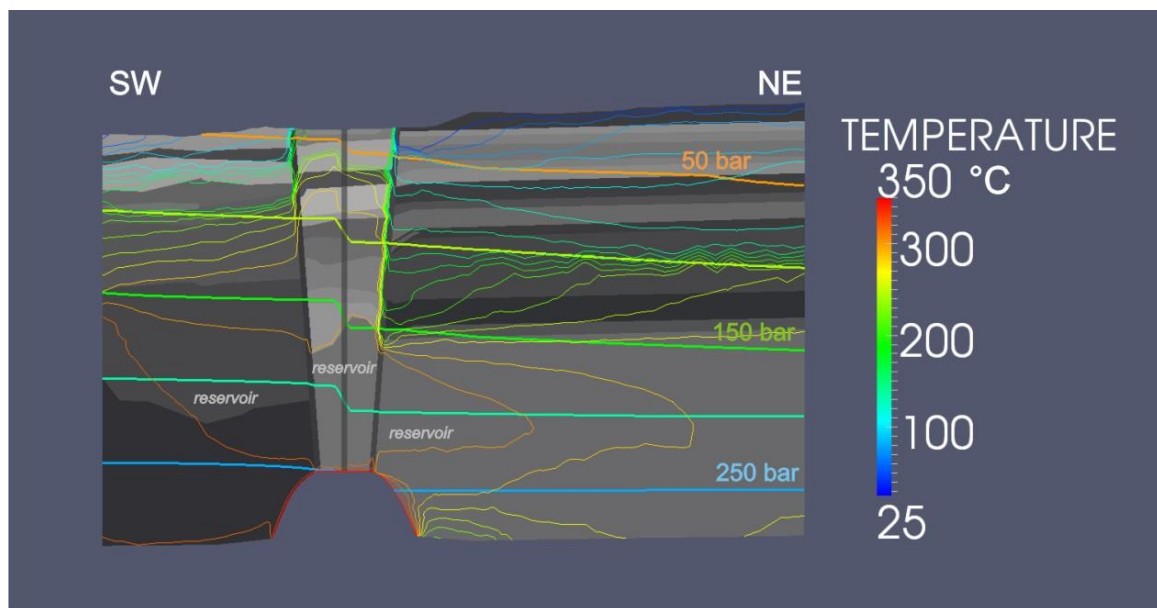 SW
NE
TEMPERATURE
350 °C
300
200
100
25
50 bar
150 bar
reservoir
reservoir
reservoir
250 bar